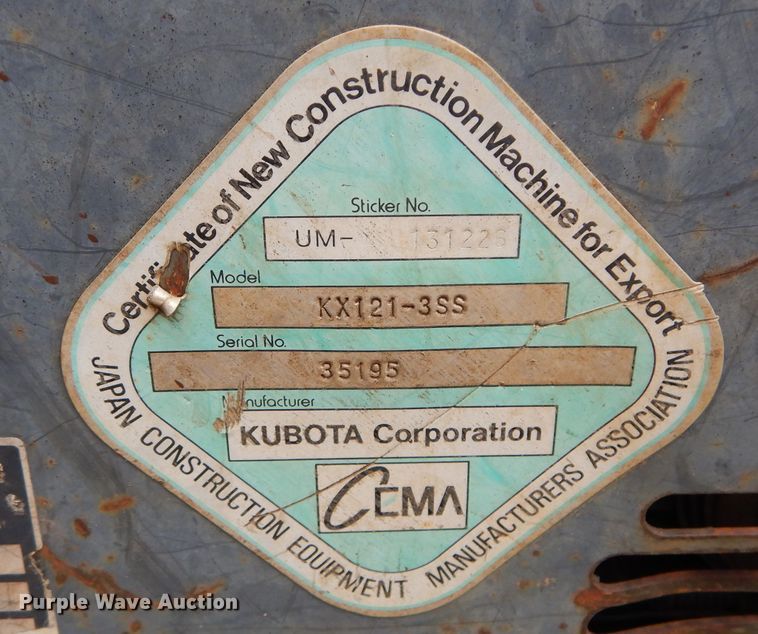 Certificate of New Construction Machine for Export
Sticker No.
UM- 131226
Model
KX121-3SS
Serial No.
35195
Manufacturer
KUBOTA Corporation
CEMA
JAPAN CONSTRUCTION EQUIPMENT MANUFACTURERS ASSOCIATION
Purple Wave Auction